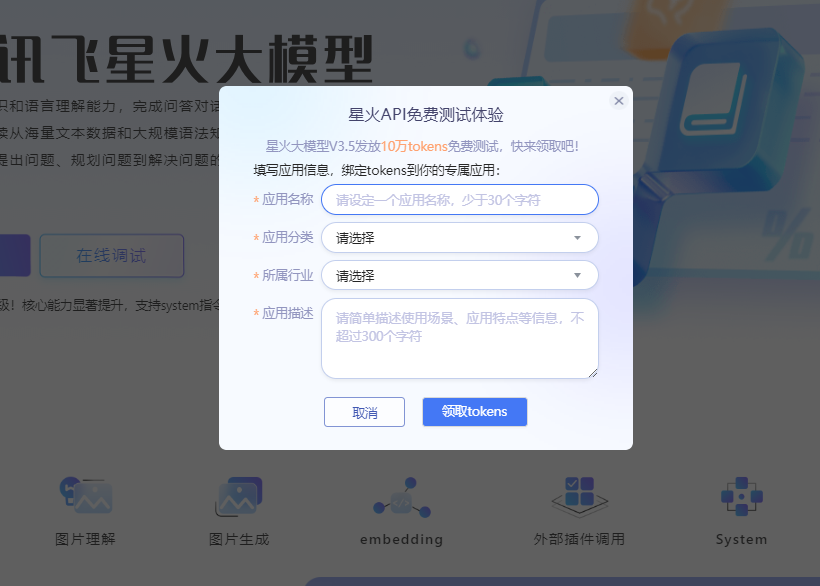 讯飞星火大模型
识和语言理解能力，完成问答对话
续从海量文本数据和大规模语法知
提出问题、规划问题到解决问题的
在线调试
级！核心能力显著提升，支持system指令
星火API免费测试体验
星火大模型V3.5发放10万tokens免费测试，快来领取吧！
填写应用信息，绑定tokens到你的专属应用：
* 应用名称 请设定一个应用名称，少于30个字符
* 应用分类 请选择
* 所属行业 请选择
* 应用描述 请简单描述使用场景、应用特点等信息，不
超过300个字符
取消 领取tokens
图片理解 图片生成 embedding 外部插件调用 System